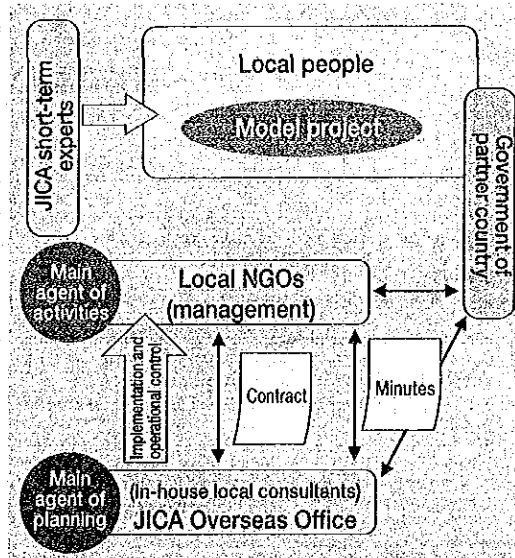 Local people
Model project
JICA short-term
experts
Government of
partner country
Main
agent of
activities
Local NGOs
(management)
Implementation and
operational control
Contract
Minutes
Main
agent of
planning
(In-house local consultants)
JICA Overseas Office